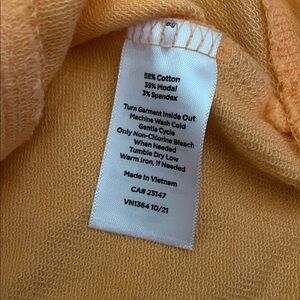 58% Cotton
39% Modal
3% Spandex
Turn Garment Inside Out
Machine Wash Cold
Gentle Cycle
Only Non-Chlorine Bleach
When Needed
Tumble Dry Low
Warm Iron, If Needed
Made In Vietnam
CA# 23147
VN1364 10/21